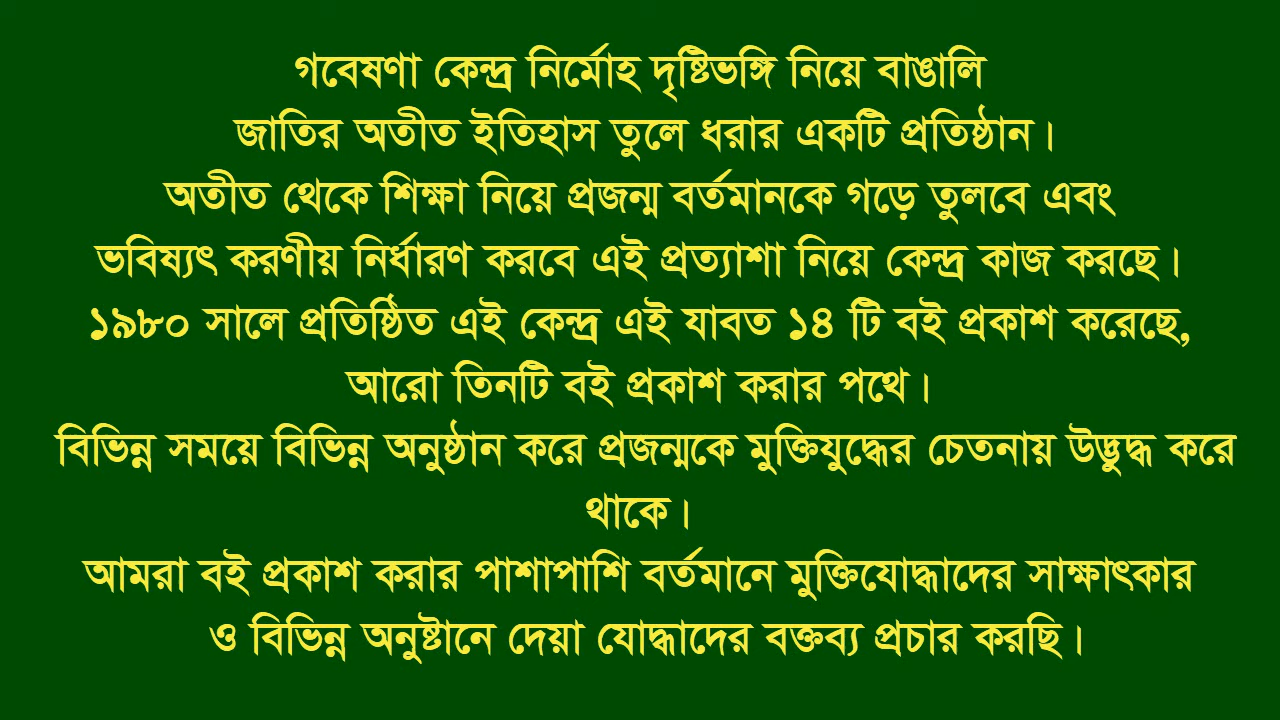 গবেষণা কেন্দ্র নির্মোহ দৃষ্টিভঙ্গি নিয়ে বাঙালি
জাতির অতীত ইতিহাস তুলে ধরার একটি প্রতিষ্ঠান।
অতীত থেকে শিক্ষা নিয়ে প্রজন্ম বর্তমানকে গড়ে তুলবে এবং
ভবিষ্যৎ করণীয় নির্ধারণ করবে এই প্রত্যাশা নিয়ে কেন্দ্র কাজ করছে।
১৯৮০ সালে প্রতিষ্ঠিত এই কেন্দ্র এই যাবত ১৪ টি বই প্রকাশ করেছে,
আরো তিনটি বই প্রকাশ করার পথে।
বিভিন্ন সময়ে বিভিন্ন অনুষ্ঠান করে প্রজন্মকে মুক্তিযুদ্ধের চেতনায় উদ্ভুদ্ধ করে
থাকে।
আমরা বই প্রকাশ করার পাশাপাশি বর্তমানে মুক্তিযোদ্ধাদের সাক্ষাৎকার
ও বিভিন্ন অনুষ্টানে দেয়া যোদ্ধাদের বক্তব্য প্রচার করছি।